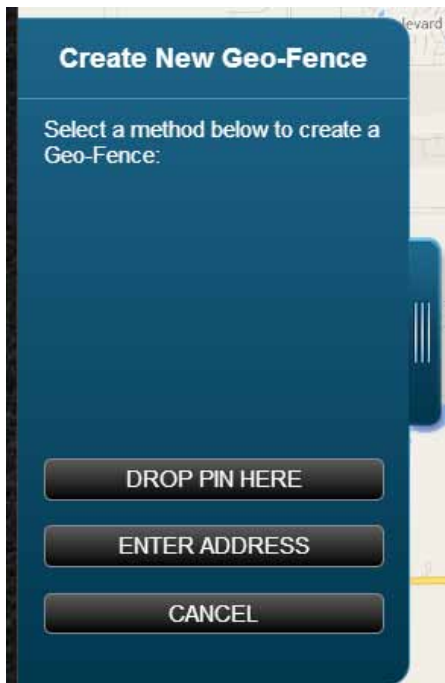 Create New Geo-Fence
Select a method below to create a
Geo-Fence:
DROP PIN HERE
ENTER ADDRESS
CANCEL